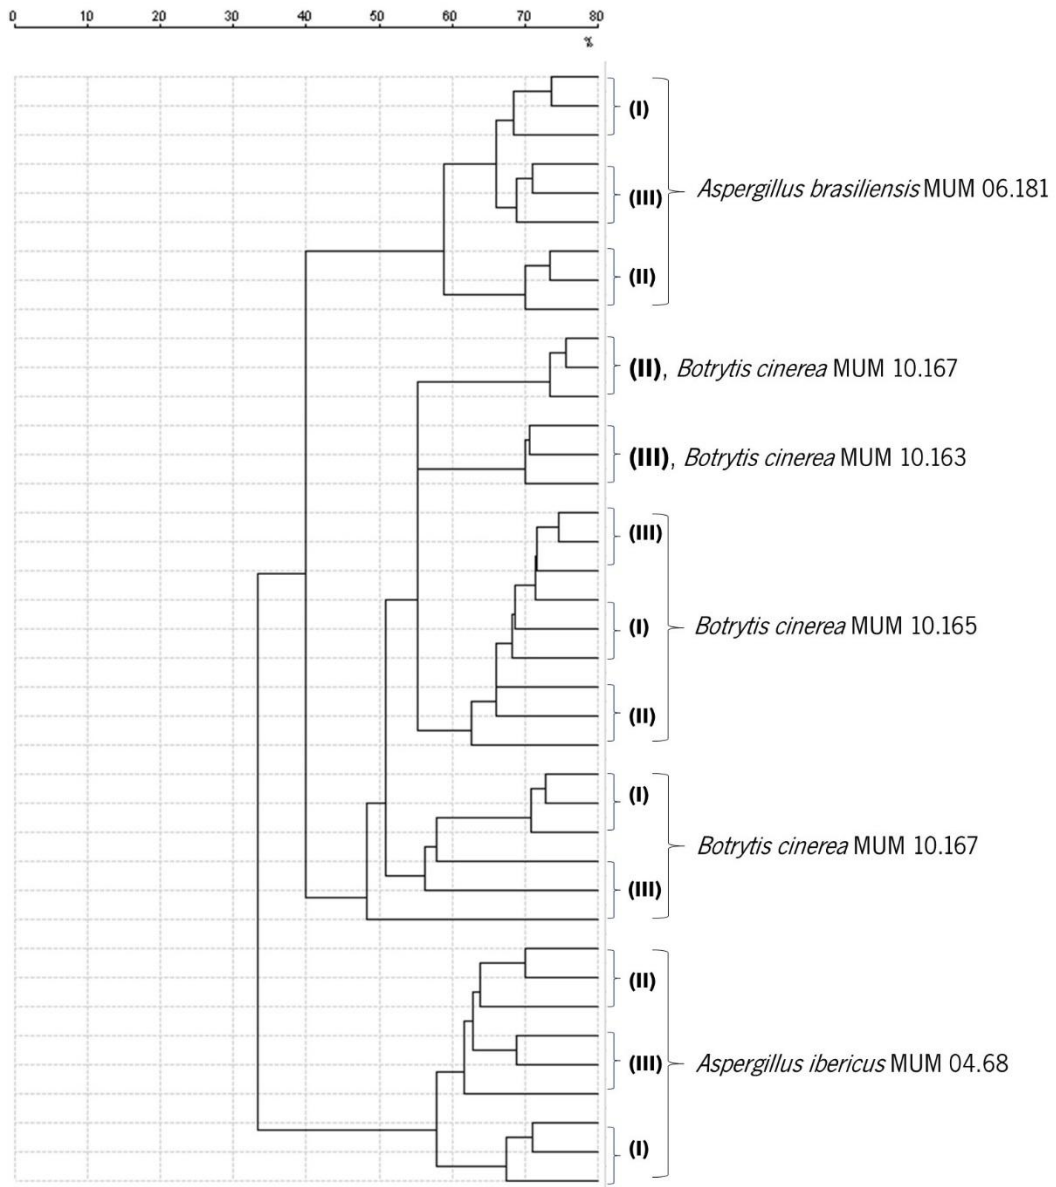 0 10 20 30 40 50 60 70 80
%
(I)
(III)
Aspergillus brasiliensis MUM 06.181
(II)
(II), Botrytis cinerea MUM 10.167
(III), Botrytis cinerea MUM 10.163
(III)
(I)
Botrytis cinerea MUM 10.165
(II)
(I)
Botrytis cinerea MUM 10.167
(III)
(II)
(III)
Aspergillus ibericus MUM 04.68
(I)